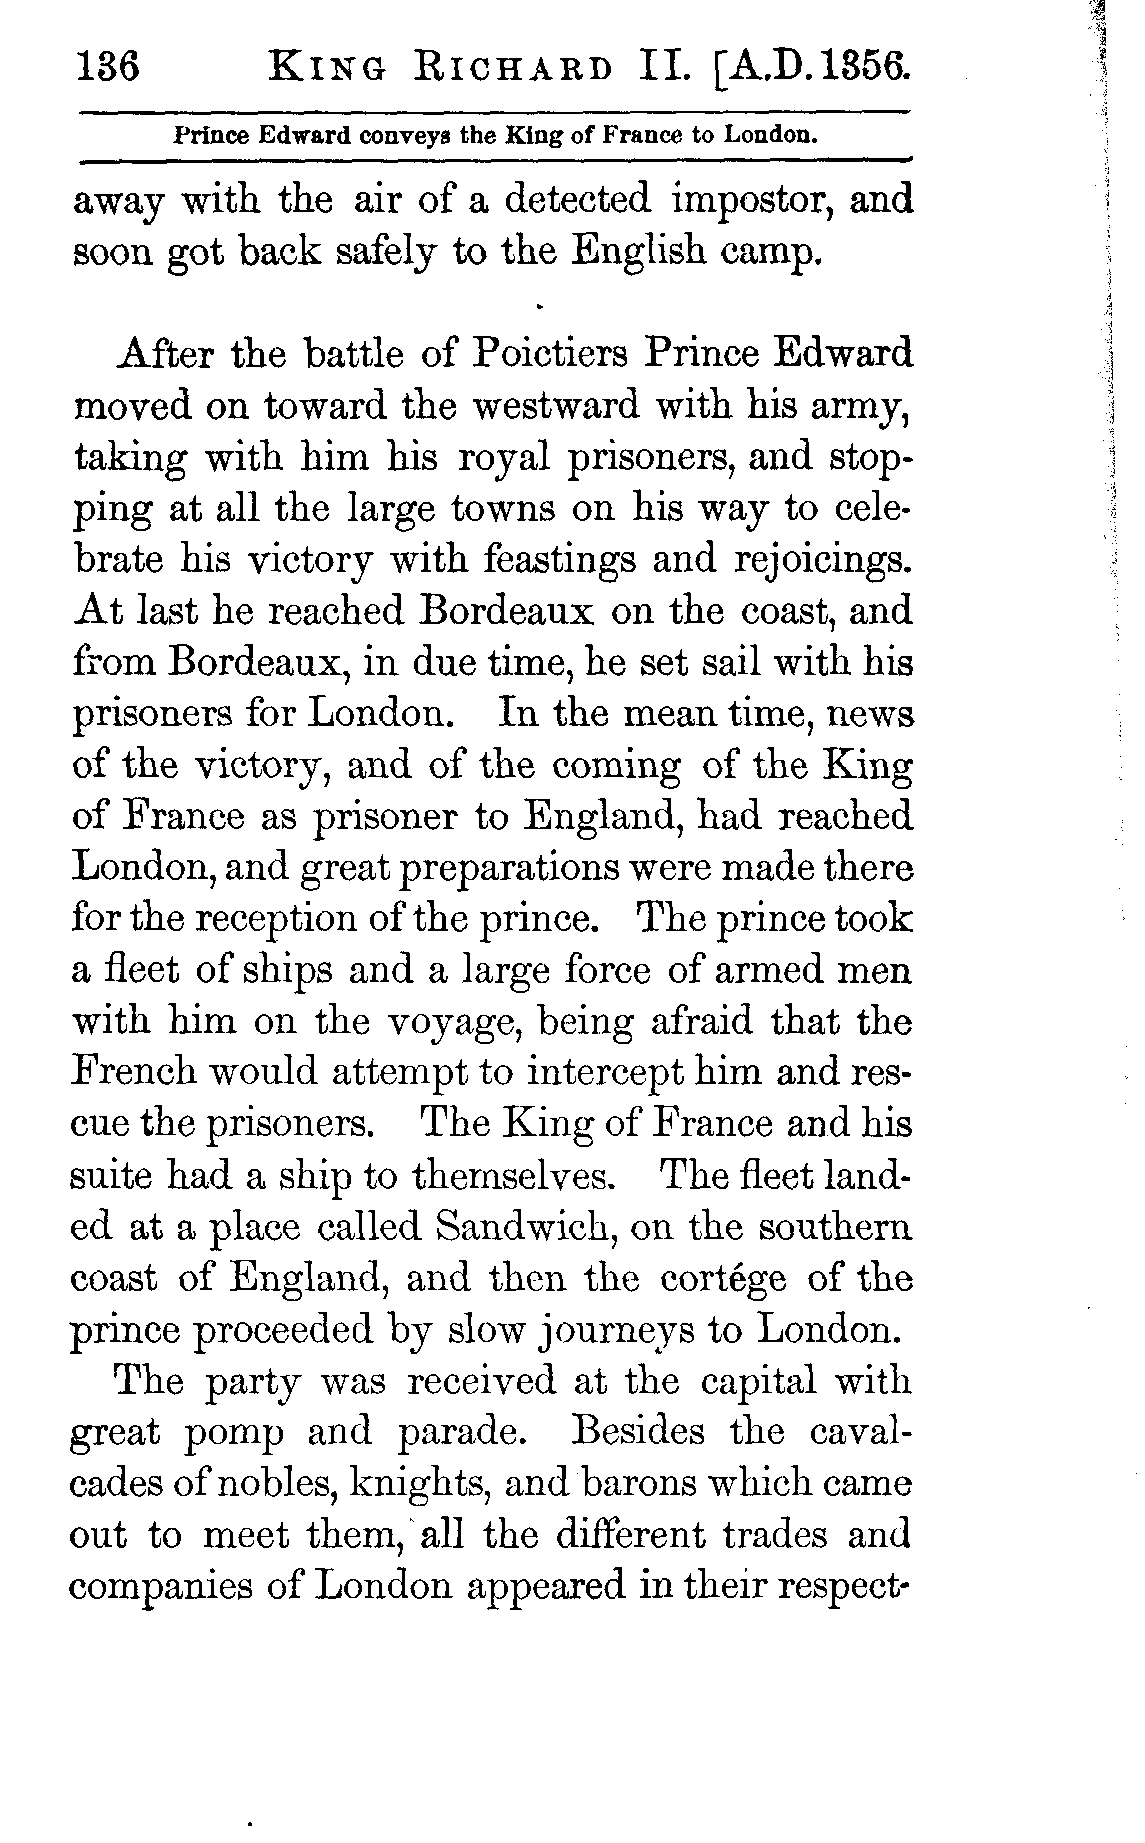 136 KING RICHARD II. [A.D. 1356.
Prince Edward conveys the King of France to London.
away with the air of a detected impostor, and
soon got back safely to the English camp.
After the battle of Poictiers Prince Edward
moved on toward the westward with his army,
taking with him his royal prisoners, and stop-
ping at all the large towns on his way to cele-
brate his victory with feastings and rejoicings.
At last he reached Bordeaux on the coast, and
from Bordeaux, in due time, he set sail with his
prisoners for London. In the mean time, news
of the victory, and of the coming of the King
of France as prisoner to England, had reached
London, and great preparations were made there
for the reception of the prince. The prince took
a fleet of ships and a large force of armed men
with him on the voyage, being afraid that the
French would attempt to intercept him and res-
cue the prisoners. The King of France and his
suite had a ship to themselves. The fleet land-
ed at a place called Sandwich, on the southern
coast of England, and then the cortége of the
prince proceeded by slow journeys to London.
The party was received at the capital with
great pomp and parade. Besides the caval-
cades of nobles, knights, and barons which came
out to meet them, all the different trades and
companies of London appeared in their respect-